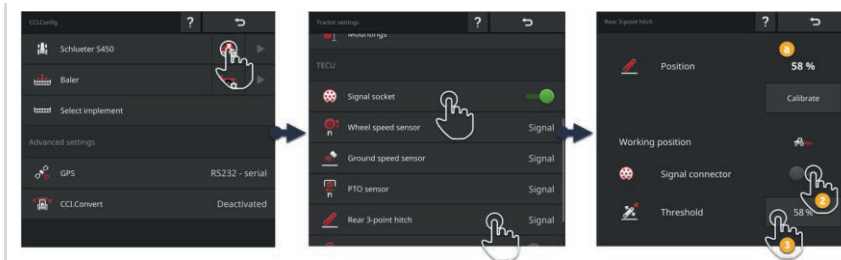 CCI.Config
?
Schlueter S450
Baler
Select implement
Advanced settings
GPS
RS232 - serial
CCI.Convert
Deactivated
Tractor settings
?
Mountings
TECU
Signal socket
Wheel speed sensor
Signal
n
Ground speed sensor
Signal
PTO sensor
Signal
n
Rear 3-point hitch
Signal
Rear 3-point hitch
?
a
Position
58 %
Calibrate
Working position
Signal connector
2
Threshold
58 %
3